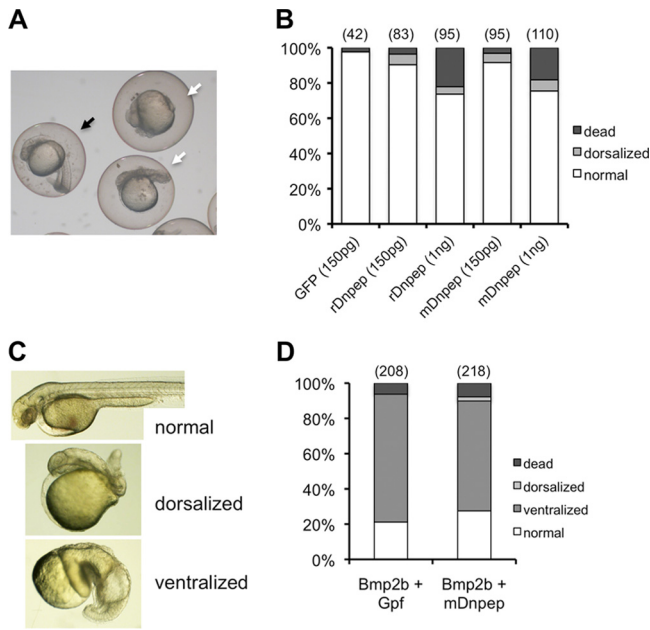 A
B
(42) (83) (95) (95) (110)
100%
80%
60%
40%
20%
0%
dead
dorsalized
normal
GFP (150pg)
rDnpep (150pg)
rDnpep (1ng)
mDnpep (150pg)
mDnpep (1ng)
C
normal
dorsalized
ventralized
D
(208) (218)
100%
80%
60%
40%
20%
0%
dead
dorsalized
ventralized
normal
Bmp2b +
Gpf
Bmp2b +
mDnpep